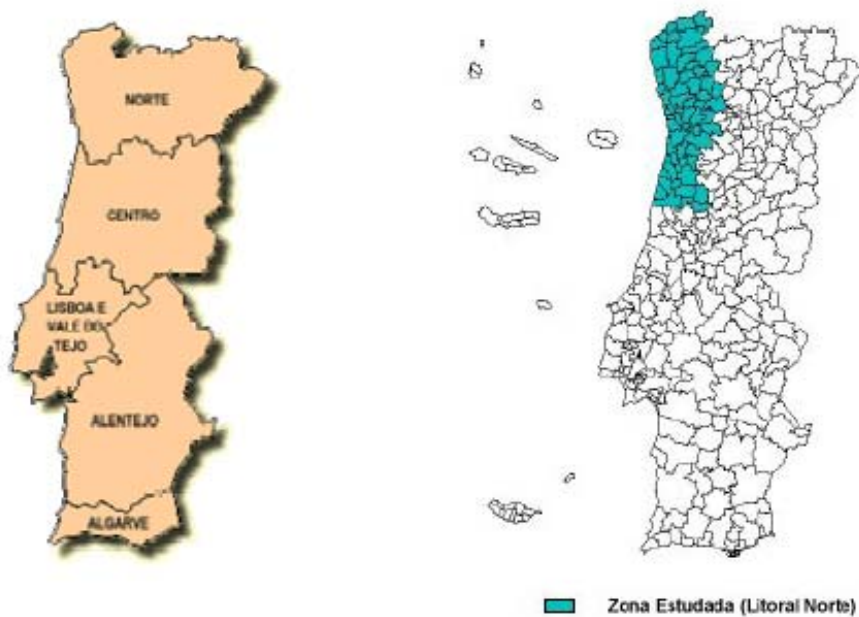 NORTE
CENTRO
LISBOA E
VALE DO
TEJO
ALENTEJO
ALGARVE
Zona Estudada (Litoral Norte)